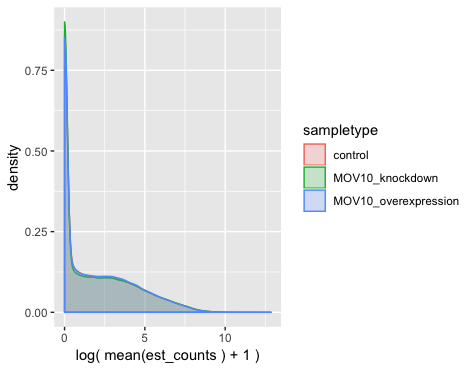 0.75
0.50
0.25
0.00
density
0 5 10
log( mean(est_counts ) + 1 )
sampletype
control
MOV10_knockdown
MOV10_overexpression